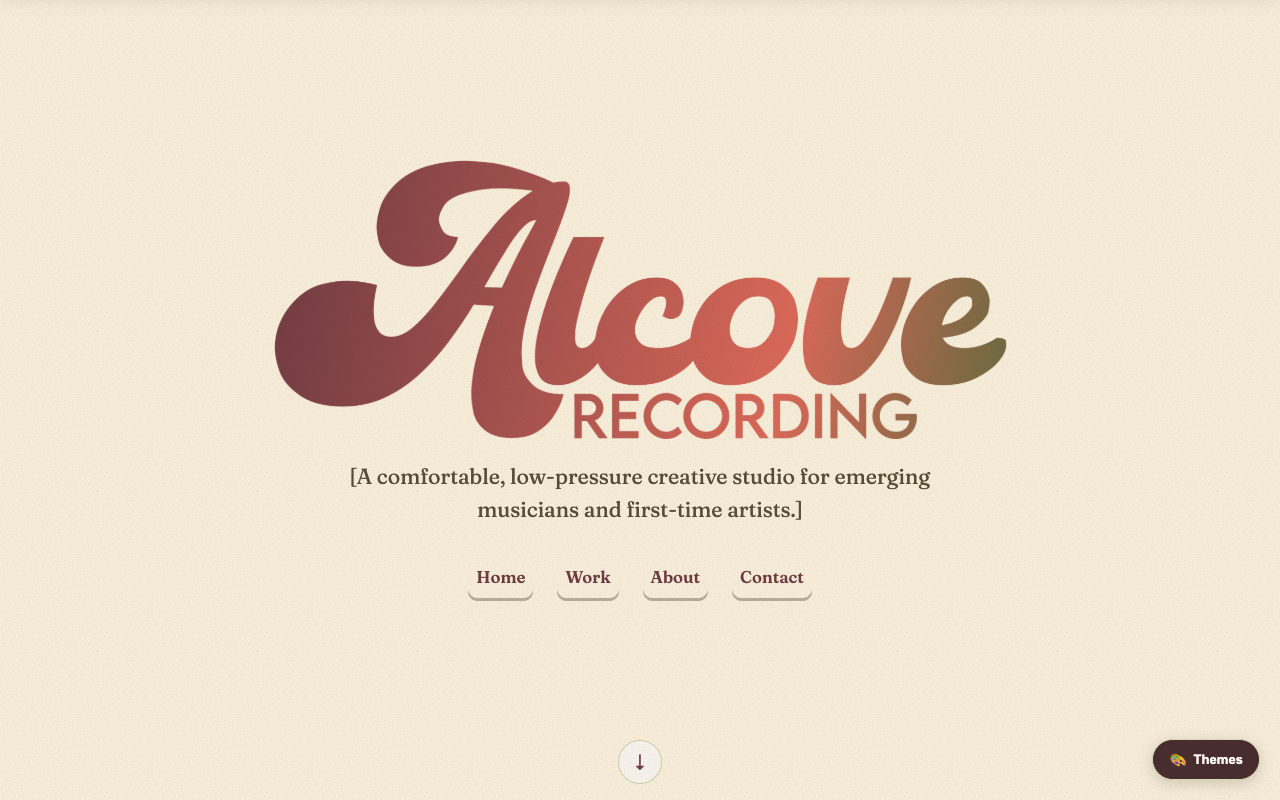 Alcove
RECORDING
[A comfortable, low-pressure creative studio for emerging
musicians and first-time artists.]
Home Work About Contact
Themes